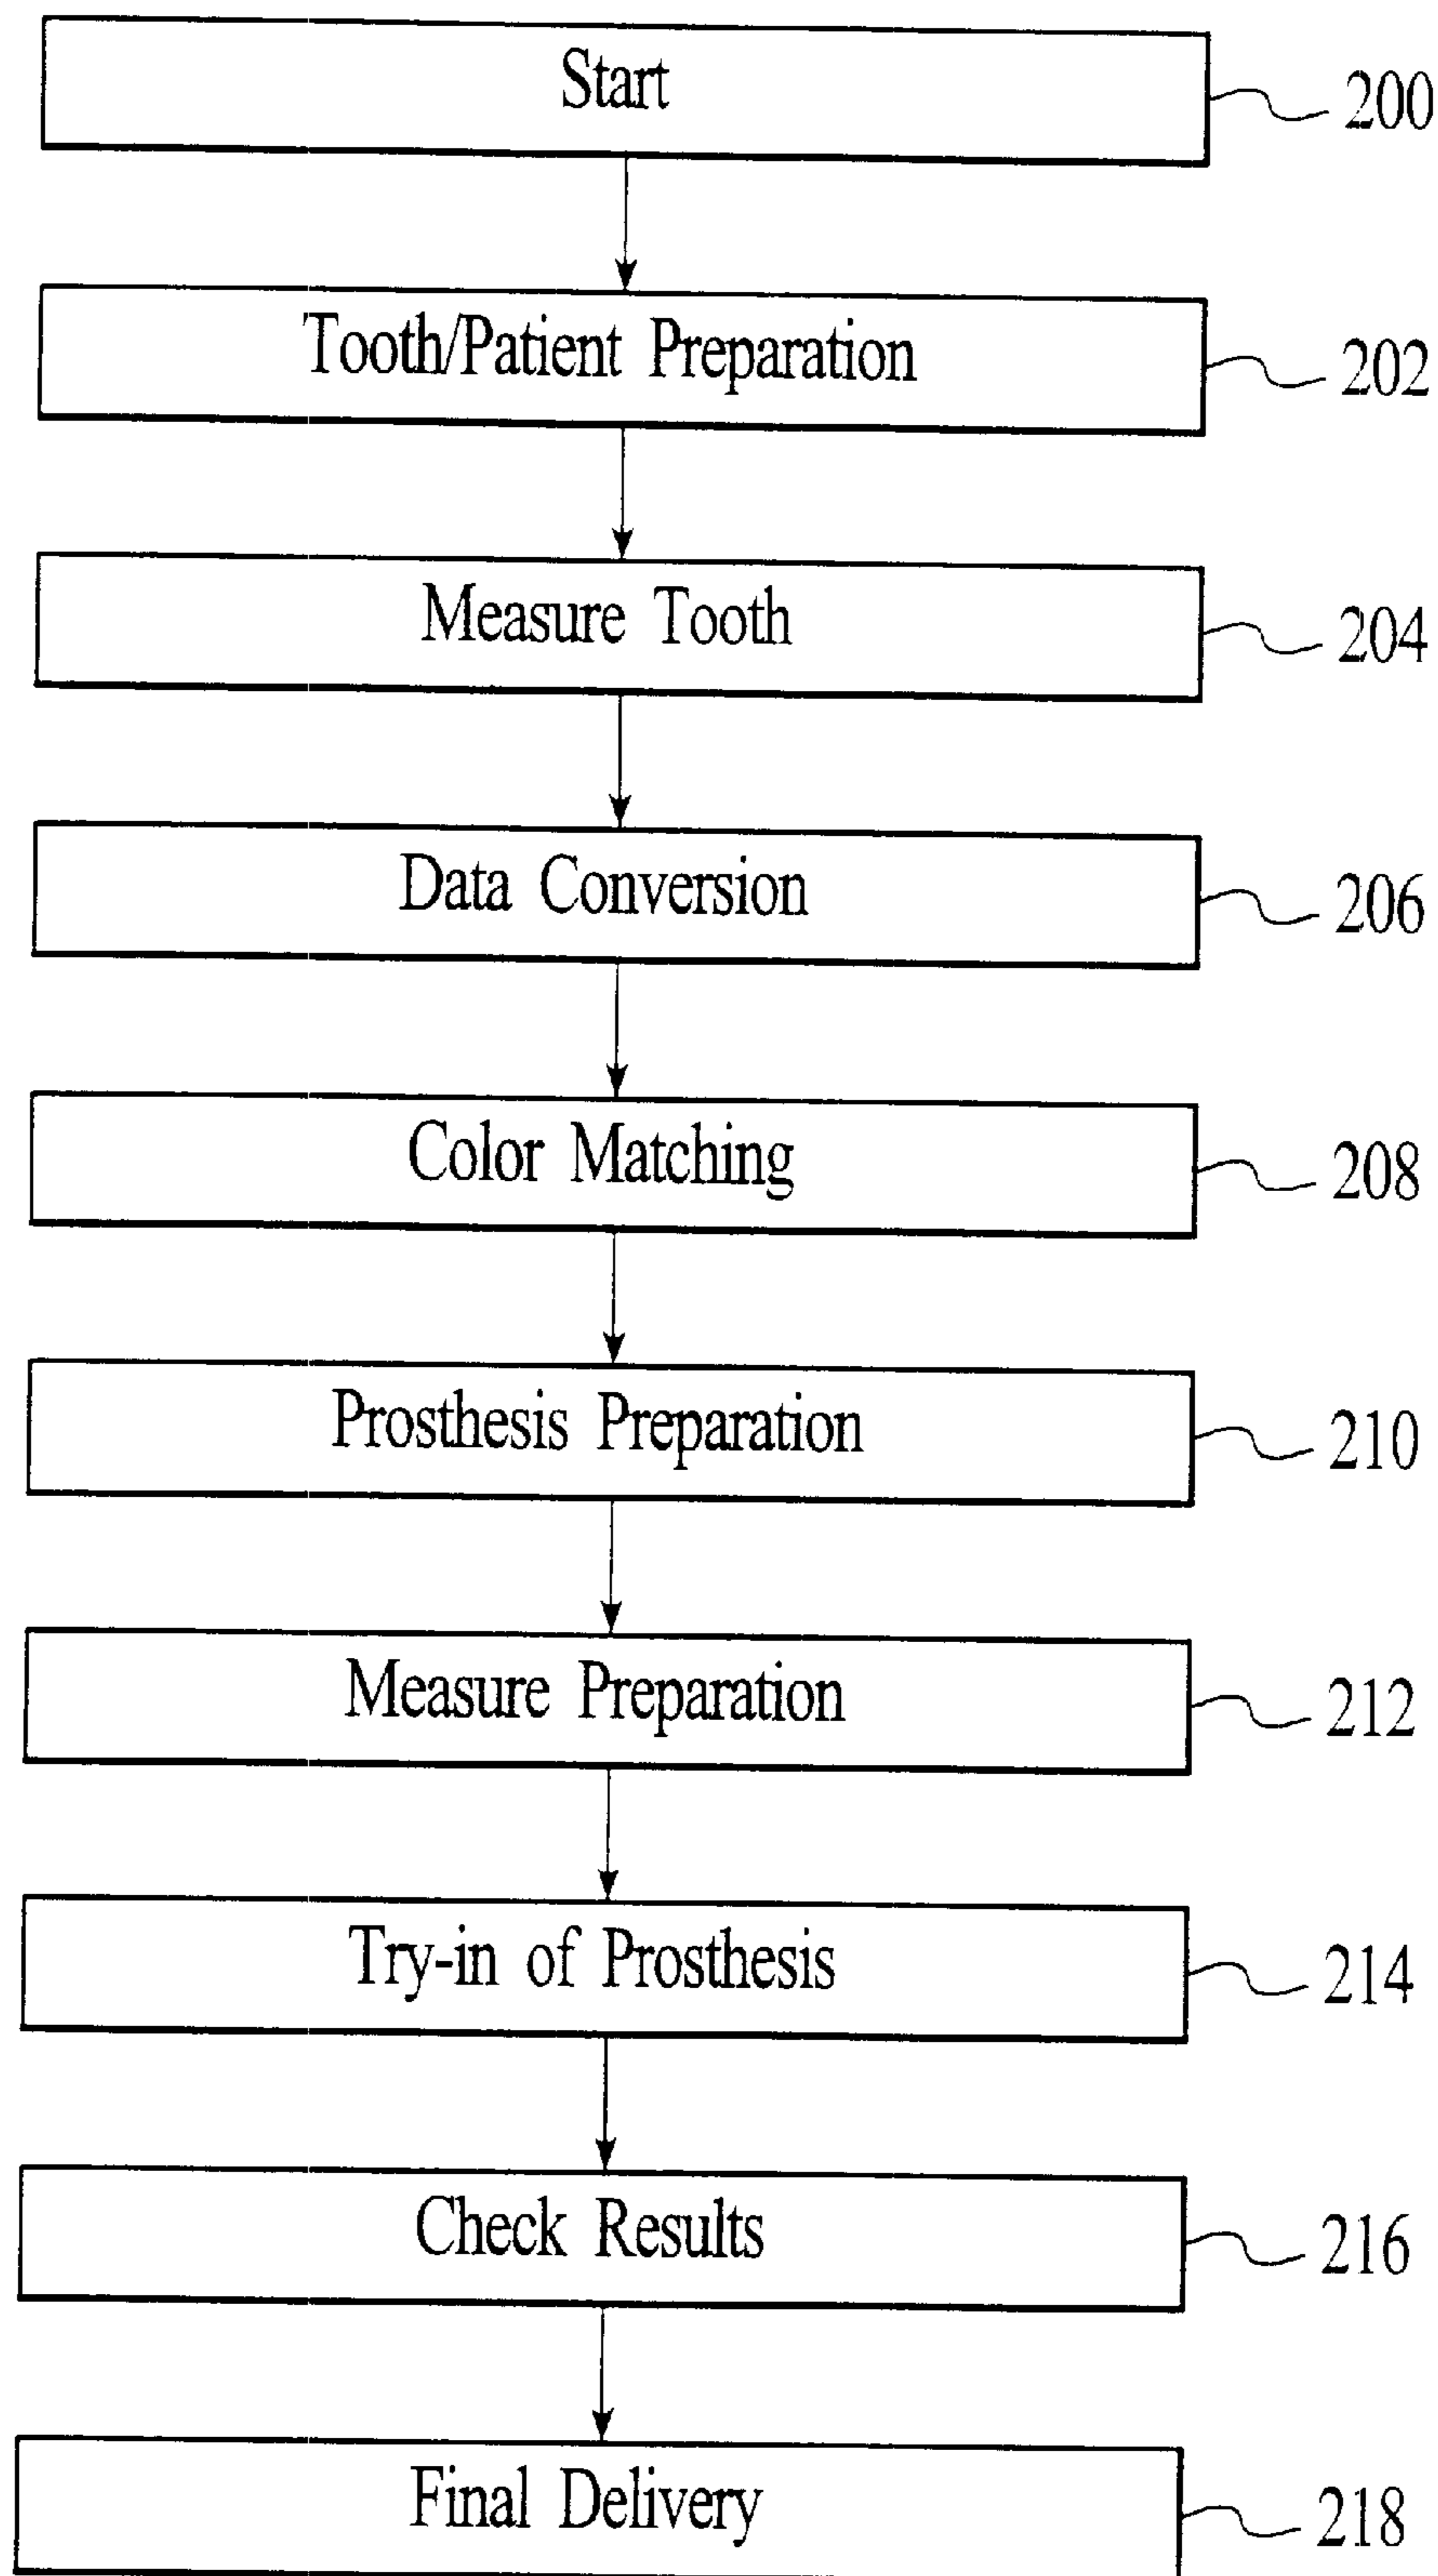 Start 200
Tooth/Patient Preparation 202
Measure Tooth 204
Data Conversion 206
Color Matching 208
Prosthesis Preparation 210
Measure Preparation 212
Try-in of Prosthesis 214
Check Results 216
Final Delivery 218